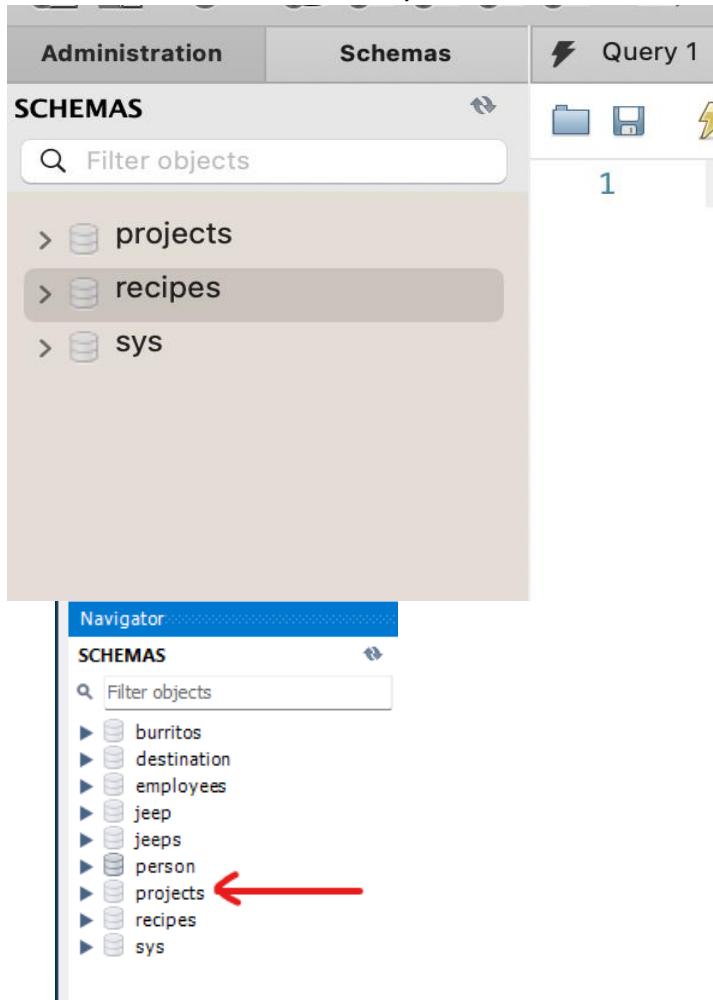 Administration Schemas Query 1
SCHEMAS
Filter objects
1
projects
recipes
sys
Navigator
SCHEMAS
Filter objects
burritos
destination
employees
jeep
jeeps
person
projects
recipes
sys